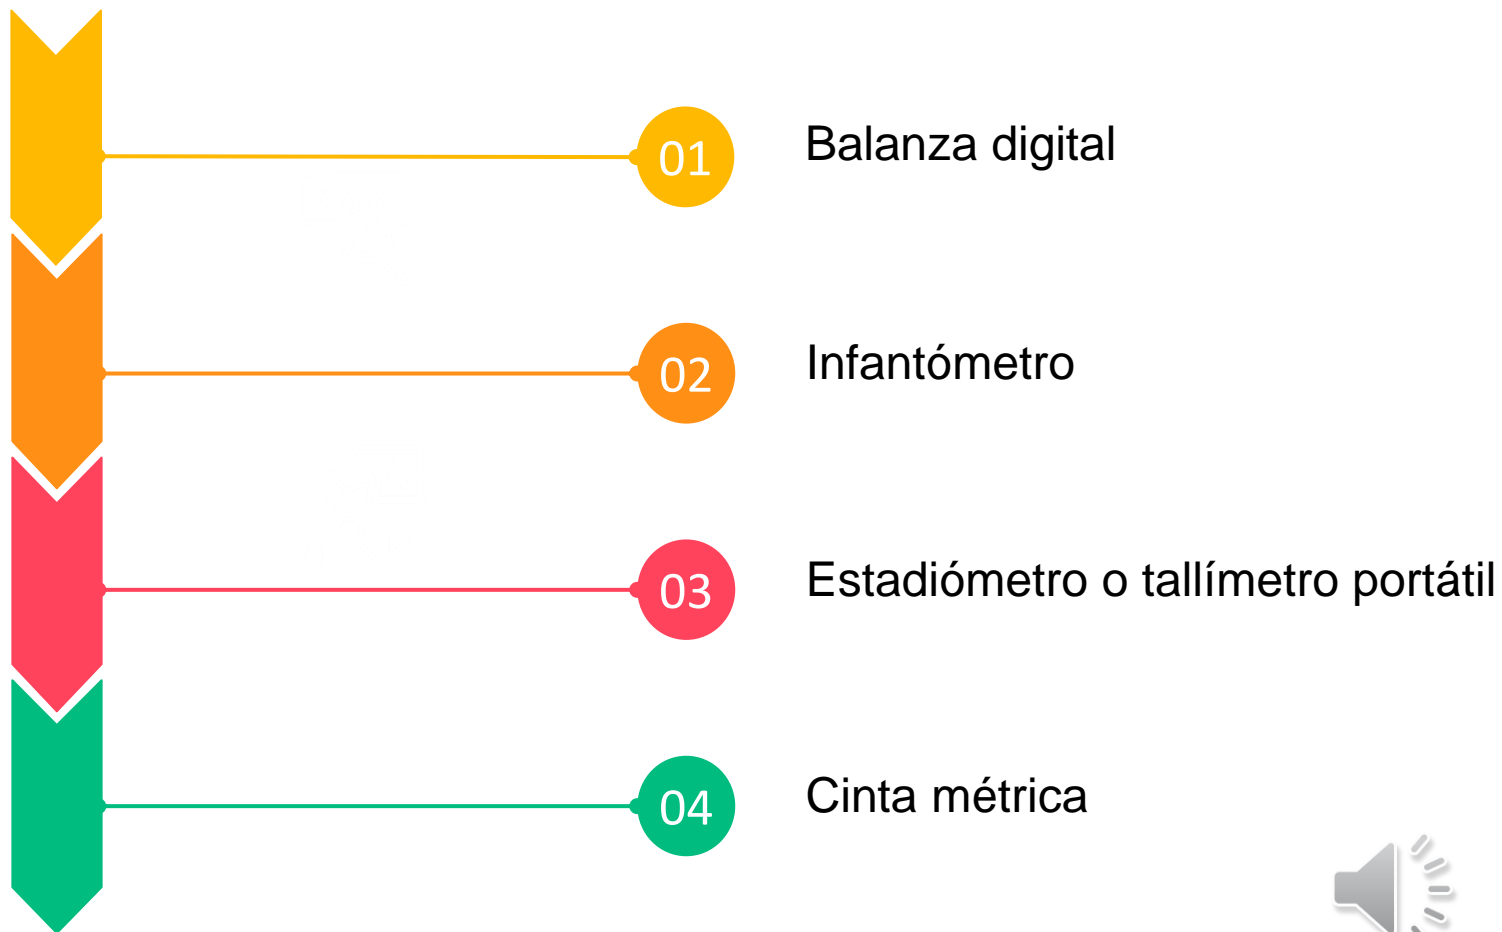 01 Balanza digital
02 Infantómetro
03 Estadiómetro o tallímetro portátil
04 Cinta métrica